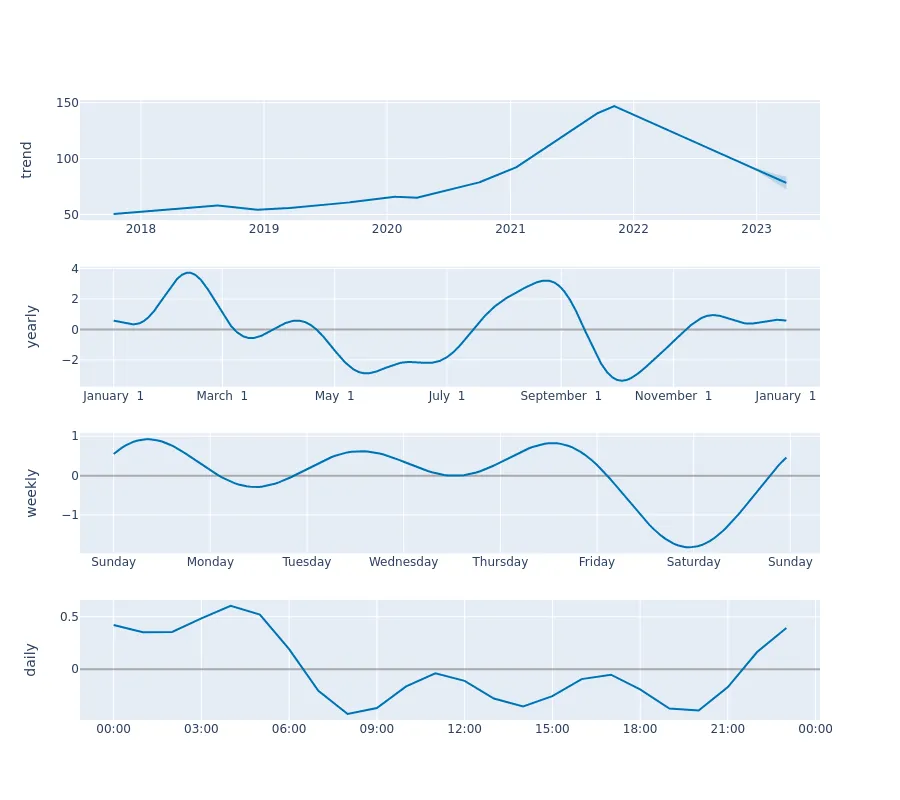 trend
150
100
50
2018 2019 2020 2021 2022 2023
yearly
4
2
0
−2
January 1 March 1 May 1 July 1 September 1 November 1 January 1
weekly
1
0
−1
Sunday Monday Tuesday Wednesday Thursday Friday Saturday Sunday
daily
0.5
0
00:00 03:00 06:00 09:00 12:00 15:00 18:00 21:00 00:00